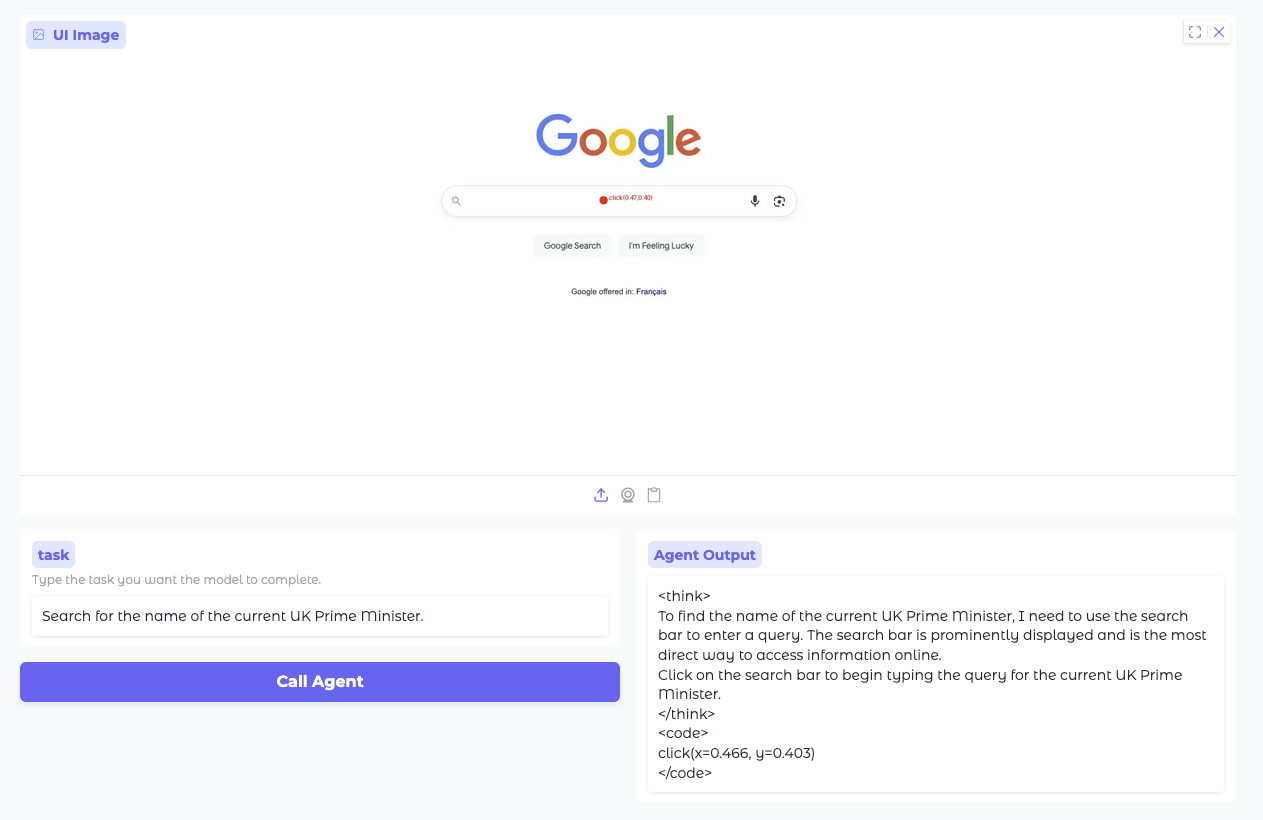 UI Image
Google
click(0.47,0.40)
Google Search
I'm Feeling Lucky
Google offered in: Français
task
Type the task you want the model to complete.
Search for the name of the current UK Prime Minister.
Call Agent
Agent Output
<think>
To find the name of the current UK Prime Minister, I need to use the search
bar to enter a query. The search bar is prominently displayed and is the most
direct way to access information online.
Click on the search bar to begin typing the query for the current UK Prime
Minister.
</think>
<code>
click(x=0.466, y=0.403)
</code>